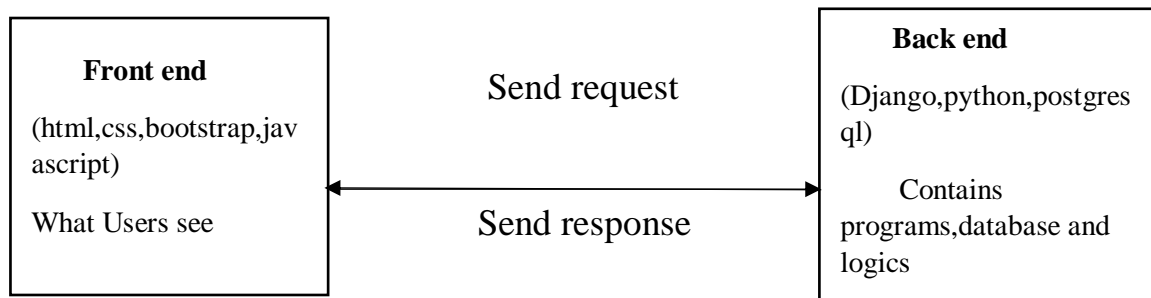 Front end
(html,css,bootstrap,jav
ascript)
What Users see
Send request
Send response
Back end
(Django,python,postgres
ql)
Contains
programs,database and
logics